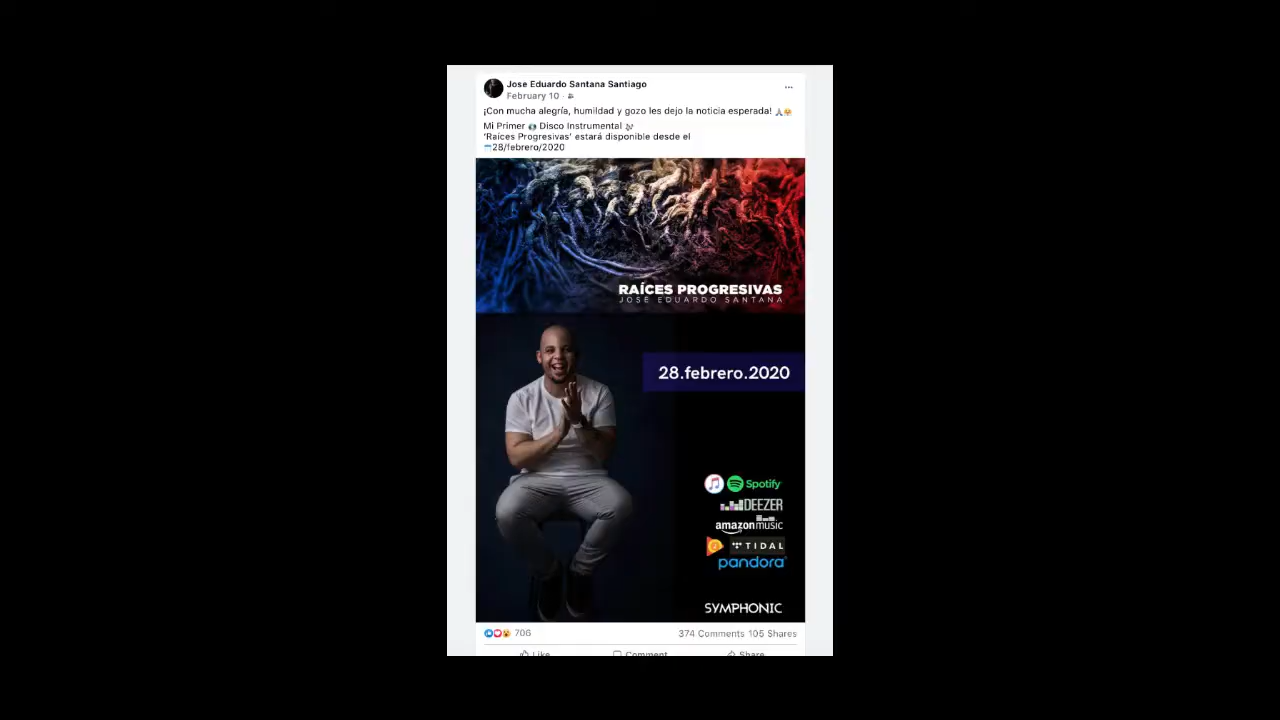 Jose Eduardo Santana Santiago
February 10 ·
¡Con mucha alegría, humildad y gozo les dejo la noticia esperada!
Mi Primer Disco Instrumental
'Raíces Progresivas' estará disponible desde el
28/febrero/2020
RAÍCES PROGRESIVAS
JOSE EDUARDO SANTANA
28.febrero.2020
Spotify
DEEZER
amazon music
TIDAL
pandora
SYMPHONIC
706
374 Comments 105 Shares
Like Comment Share